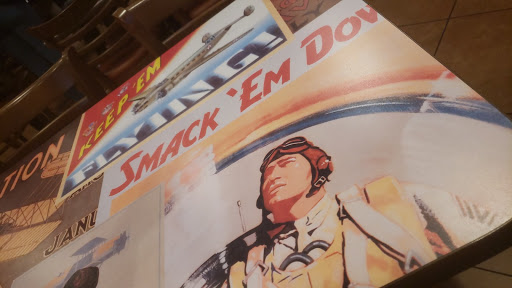 KEEP 'EM
FLYING!
SMACK 'EM DOW
TION
JANU